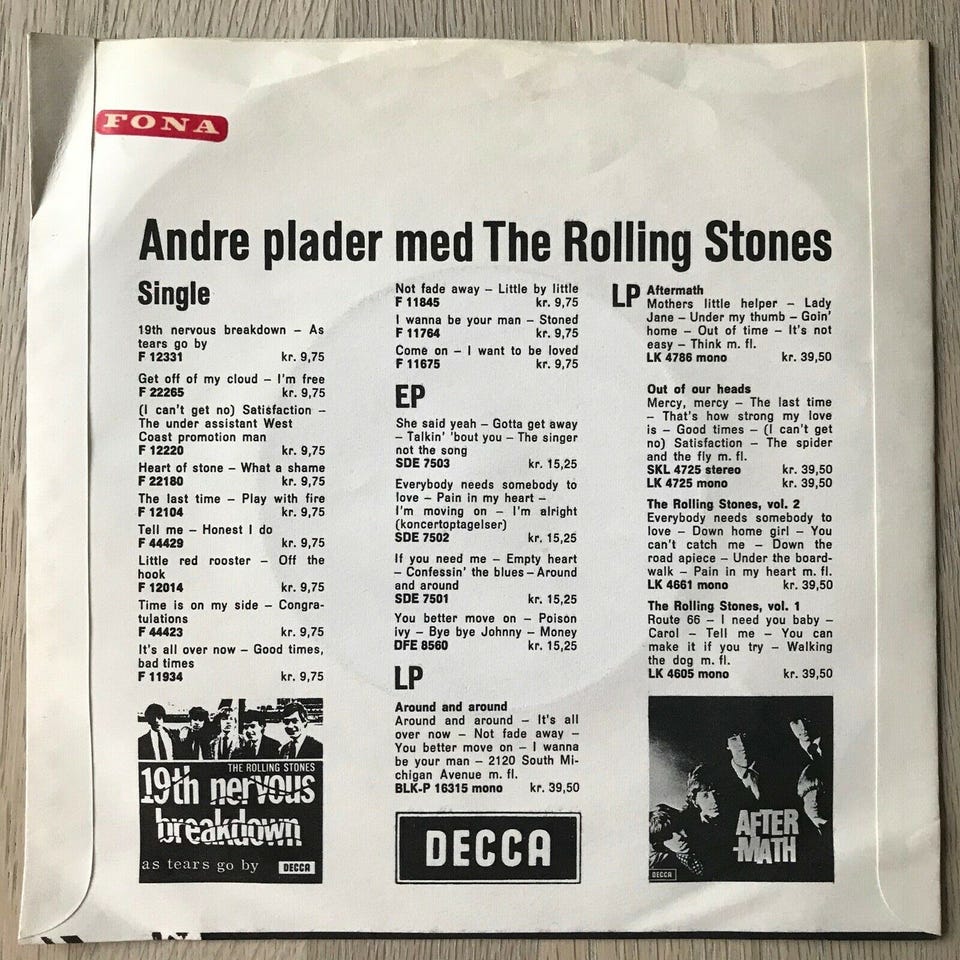 FONA
Andre plader med The Rolling Stones
Single
19th nervous breakdown – As
tears go by
F 12331 kr. 9,75
Get off of my cloud – I'm free
F 22265 kr. 9,75
(I can't get no) Satisfaction –
The under assistant West
Coast promotion man
F 12220 kr. 9,75
Heart of stone – What a shame
F 22180 kr. 9,75
The last time – Play with fire
F 12104 kr. 9,75
Tell me – Honest I do
F 44429 kr. 9,75
Little red rooster – Off the
hook
F 12014 kr. 9,75
Time is on my side – Congra-
tulations
F 44423 kr. 9,75
It's all over now – Good times,
bad times
F 11934 kr. 9,75
THE ROLLING STONES
19th nervous
breakdown
as tears go by DECCA
Not fade away – Little by little
F 11845 kr. 9,75
I wanna be your man – Stoned
F 11764 kr. 9,75
Come on – I want to be loved
F 11675 kr. 9,75
EP
She said yeah – Gotta get away
– Talkin' 'bout you – The singer
not the song
SDE 7503 kr. 15,25
Everybody needs somebody to
love – Pain in my heart –
I'm moving on – I'm alright
(koncertoptagelser)
SDE 7502 kr. 15,25
If you need me – Empty heart
– Confessin' the blues – Around
and around
SDE 7501 kr. 15,25
You better move on – Poison
ivy – Bye bye Johnny – Money
DFE 8560 kr. 15,25
LP
Around and around
Around and around – It's all
over now – Not fade away –
You better move on – I wanna
be your man – 2120 South Mi-
chigan Avenue m. fl.
BLK-P 16315 mono kr. 39,50
DECCA
LP Aftermath
Mothers little helper – Lady
Jane – Under my thumb – Goin'
home – Out of time – It's not
easy – Think m. fl.
LK 4786 mono kr. 39,50
Out of our heads
Mercy, mercy – The last time
– That's how strong my love
is – Good times – (I can't get
no) Satisfaction – The spider
and the fly m. fl.
SKL 4725 stereo kr. 39,50
LK 4725 mono kr. 39,50
The Rolling Stones, vol. 2
Everybody needs somebody to
love – Down home girl – You
can't catch me – Down the
road apiece – Under the board-
walk – Pain in my heart m. fl.
LK 4661 mono kr. 39,50
The Rolling Stones, vol. 1
Route 66 – I need you baby –
Carol – Tell me – You can
make it if you try – Walking
the dog m. fl.
LK 4605 mono kr. 39,50
AFTER
-MATH
DECCA